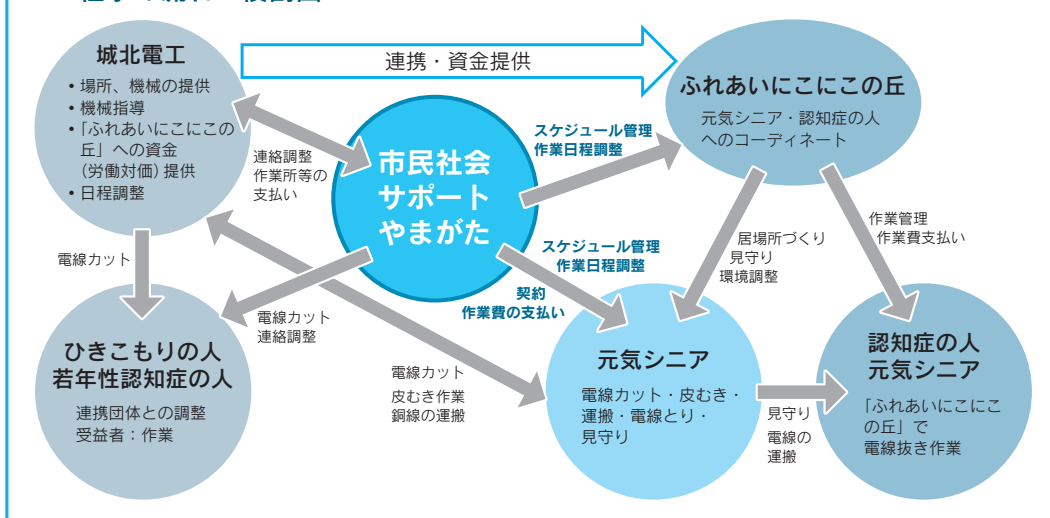 城北電工
• 場所、機械の提供
• 機械指導
• 「ふれあいにこにこの
丘」への資金
(労働対価) 提供
• 日程調整
連携・資金提供
ふれあいにこにこの丘
元気シニア・認知症の人
へのコーディネート
市民社会
サポート
やまがた
連絡調整
作業所等の
支払い
スケジュール管理
作業日程調整
スケジュール管理
作業日程調整
契約
作業費の支払い
居場所づくり
見守り
環境調整
作業管理
作業費支払い
電線カット
電線カット
連絡調整
電線カット
皮むき作業
銅線の運搬
ひきこもりの人
若年性認知症の人
連携団体との調整
受益者:作業
元気シニア
電線カット・皮むき・
運搬・電線とり・
見守り
見守り
電線の
運搬
認知症の人
元気シニア
「ふれあいにこにこ
の丘」で
電線抜き作業